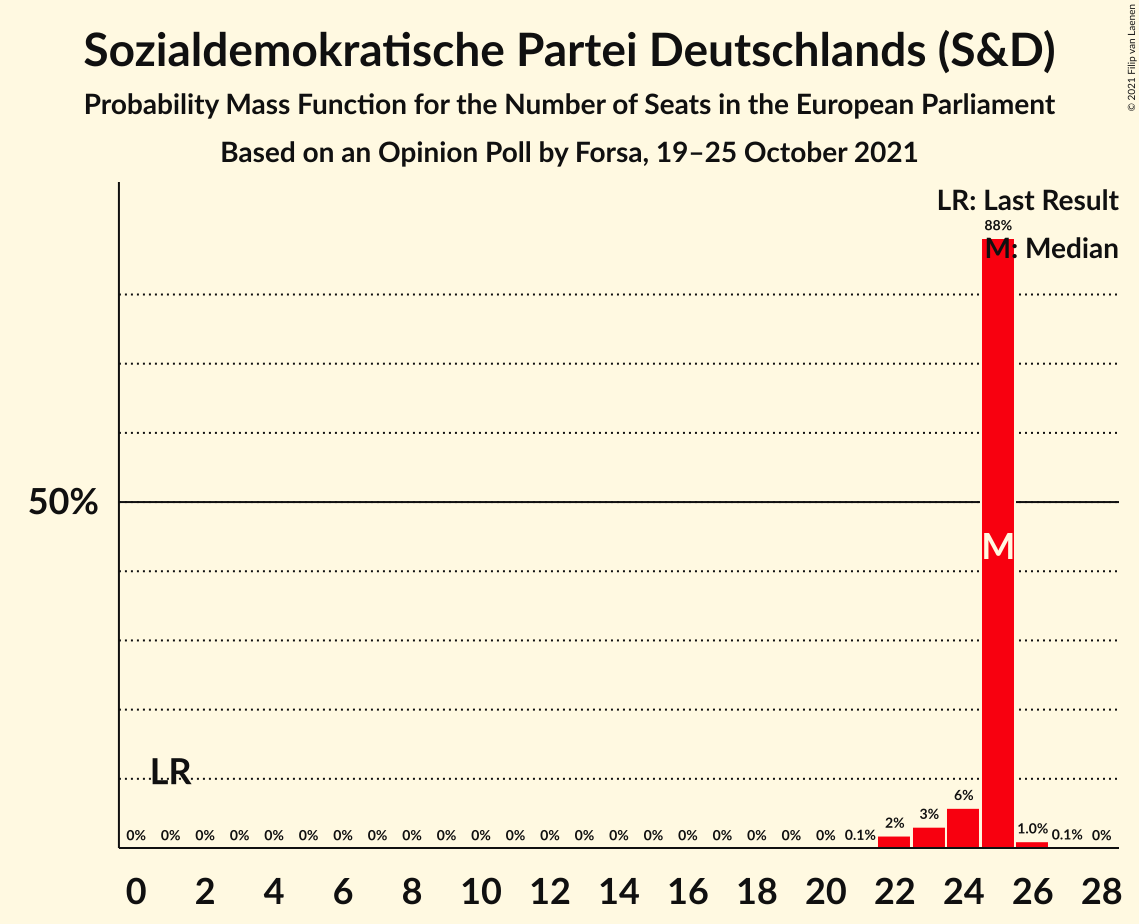 Sozialdemokratische Partei Deutschlands (S&D)
Probability Mass Function for the Number of Seats in the European Parliament
Based on an Opinion Poll by Forsa, 19–25 October 2021
© 2021 Filip van Laenen
LR: Last Result
88%
M: Median
50%
M
LR
0% 0% 0% 0% 0% 0% 0% 0% 0% 0% 0% 0% 0% 0% 0% 0% 0% 0% 0% 0% 0% 0.1% 2% 3% 6% 1.0% 0.1% 0%
0 2 4 6 8 10 12 14 16 18 20 22 24 26 28